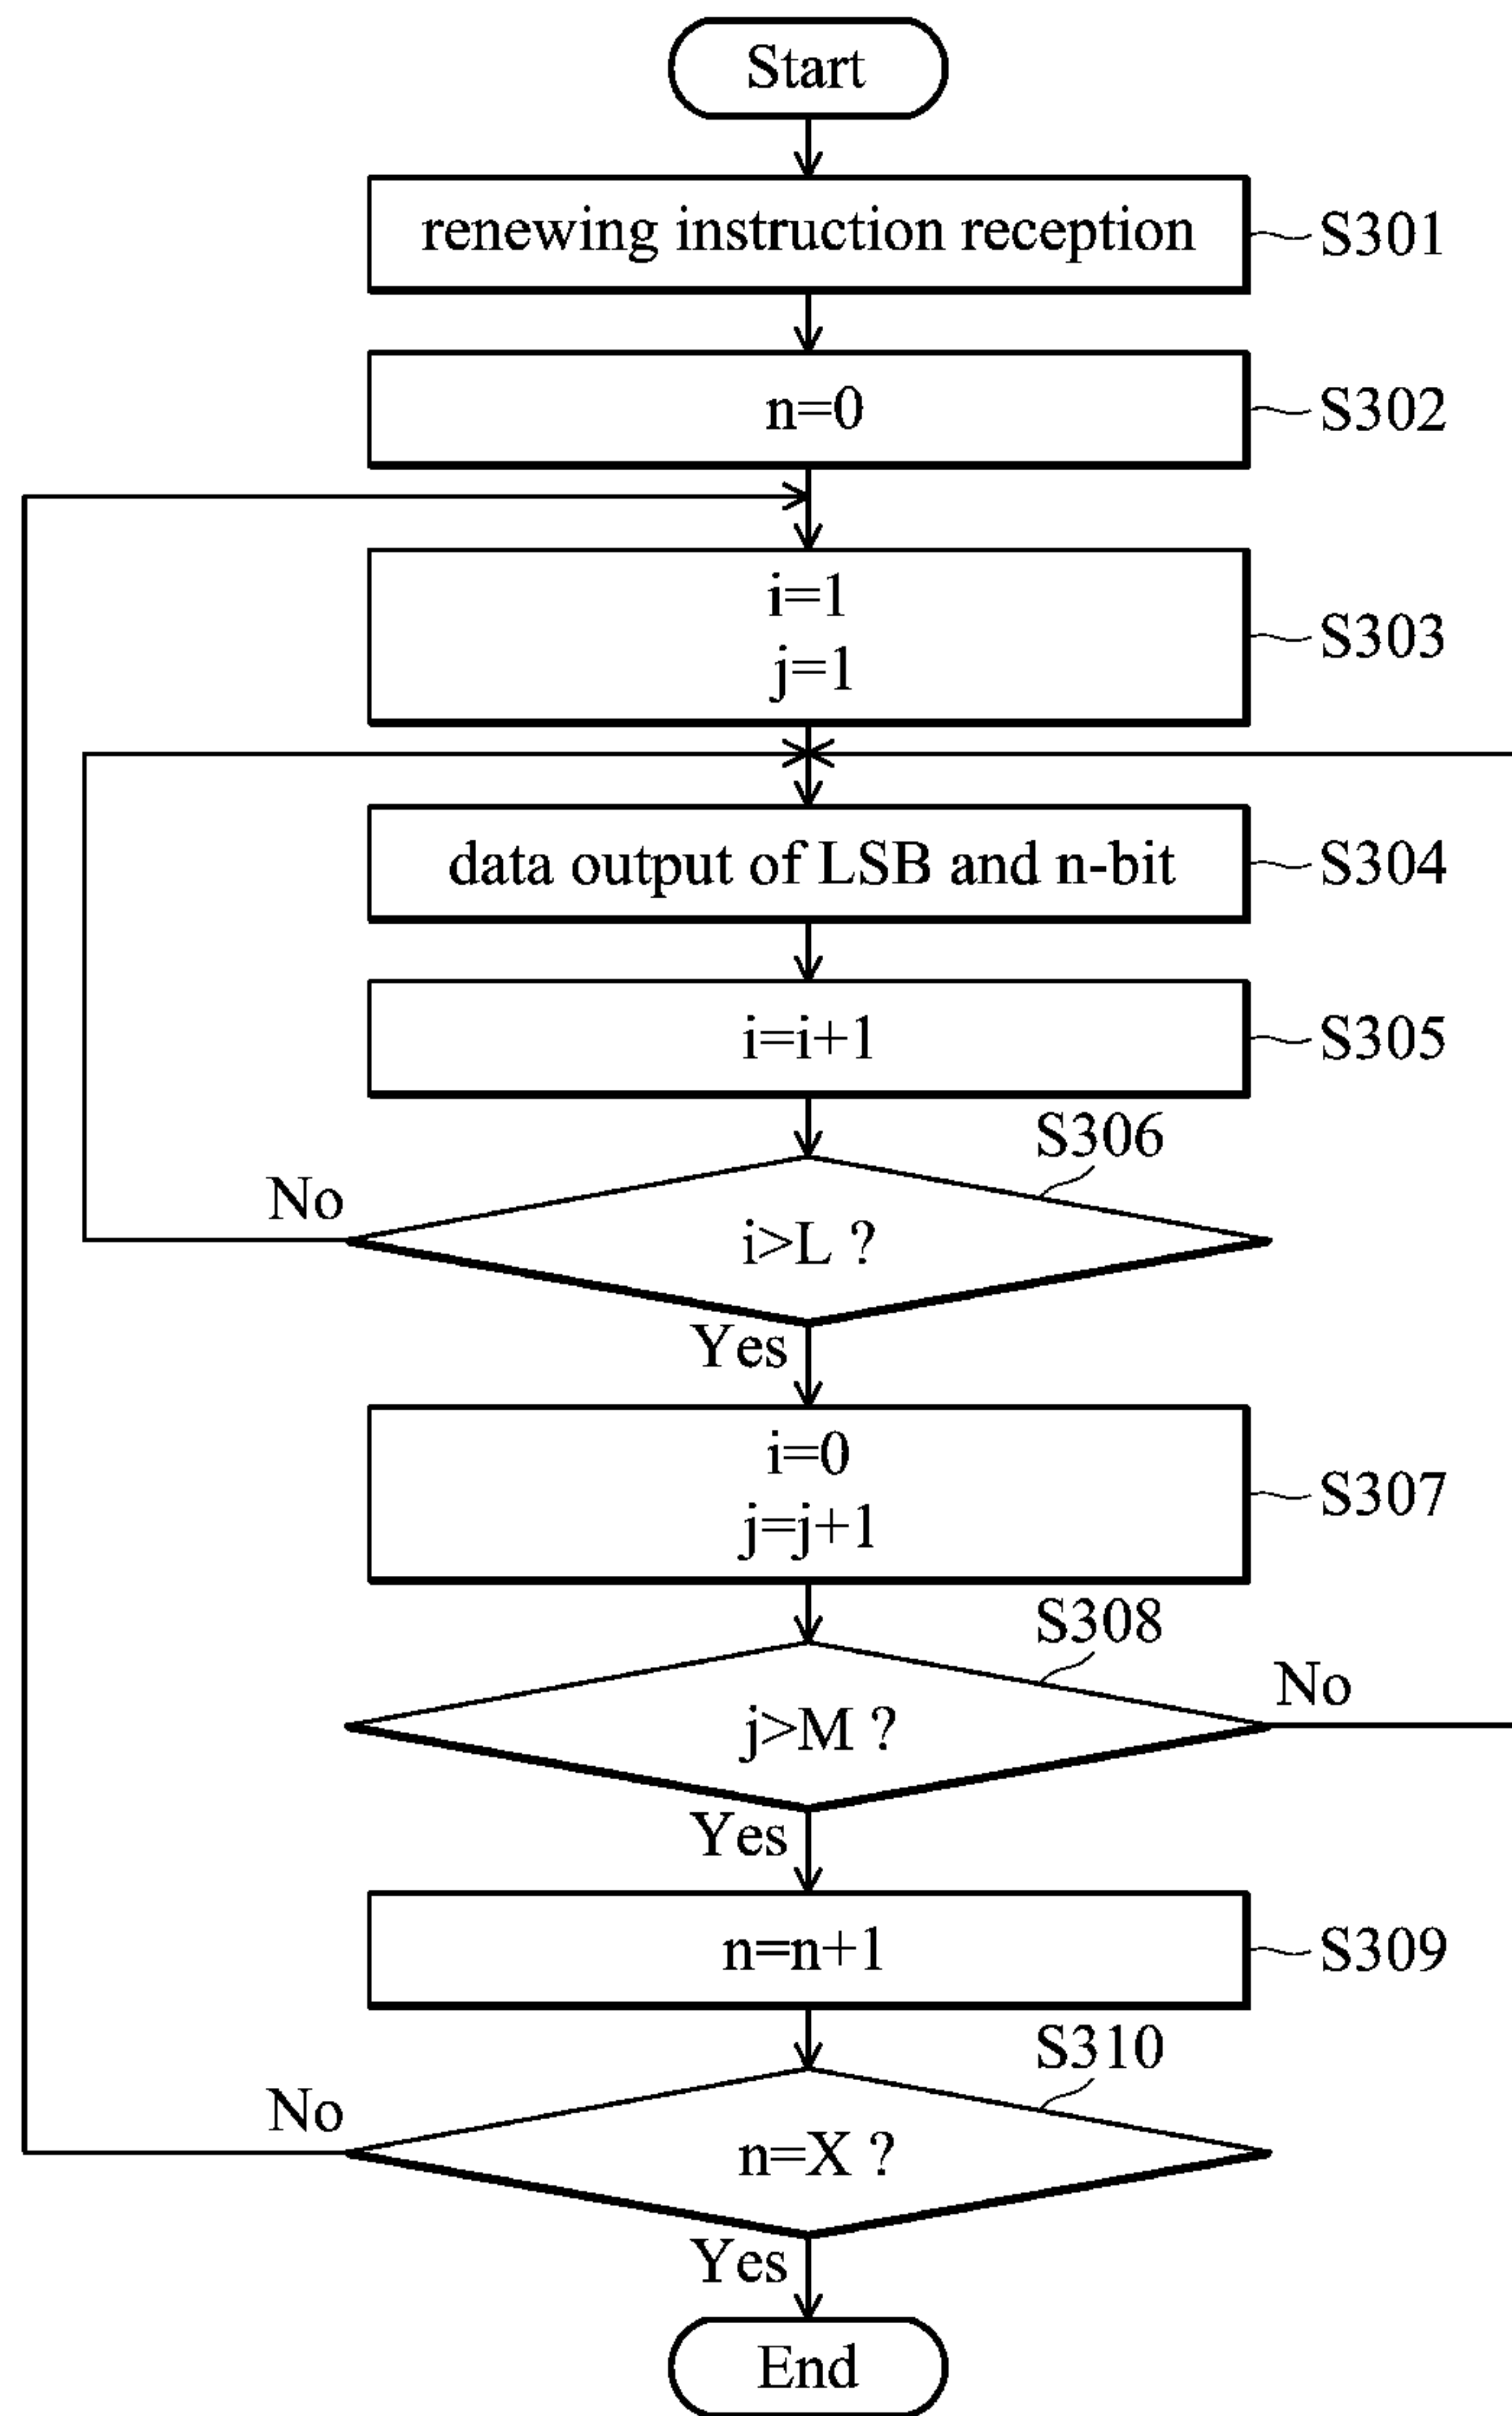 Start
renewing instruction reception
S301
n=0
S302
i=1
j=1
S303
data output of LSB and n-bit
S304
i=i+1
S305
S306
No
i>L ?
Yes
i=0
j=j+1
S307
S308
No
j>M ?
Yes
n=n+1
S309
S310
No
n=X ?
Yes
End